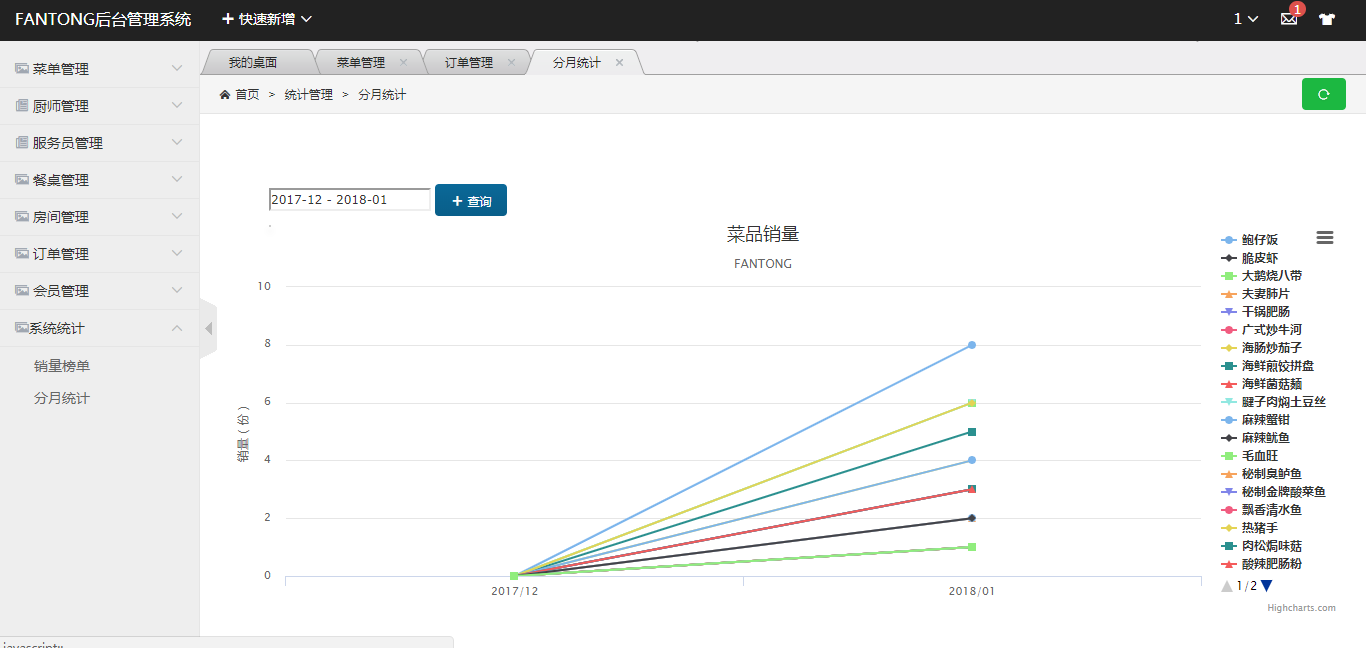 FANTONG后台管理系统 快速新增 1 1
我的桌面 菜单管理 订单管理 分月统计
首页 > 统计管理 > 分月统计
菜单管理
厨师管理
服务员管理
餐桌管理
房间管理
订单管理
会员管理
系统统计
销量榜单
分月统计
2017-12 - 2018-01 查询
菜品销量
FANTONG
销量（份）
10
8
6
4
2
0
2017/12 2018/01
鲍仔饭
脆皮虾
大鹅烧八带
夫妻肺片
干锅肥肠
广式炒牛河
海肠炒茄子
海鲜煎饺拼盘
海鲜菌菇麺
腱子肉焖土豆丝
麻辣蟹钳
麻辣鱿鱼
毛血旺
秘制臭鲈鱼
秘制金牌酸菜鱼
飘香清水鱼
热猪手
肉松焗味菇
酸辣肥肠粉
1/2
Highcharts.com